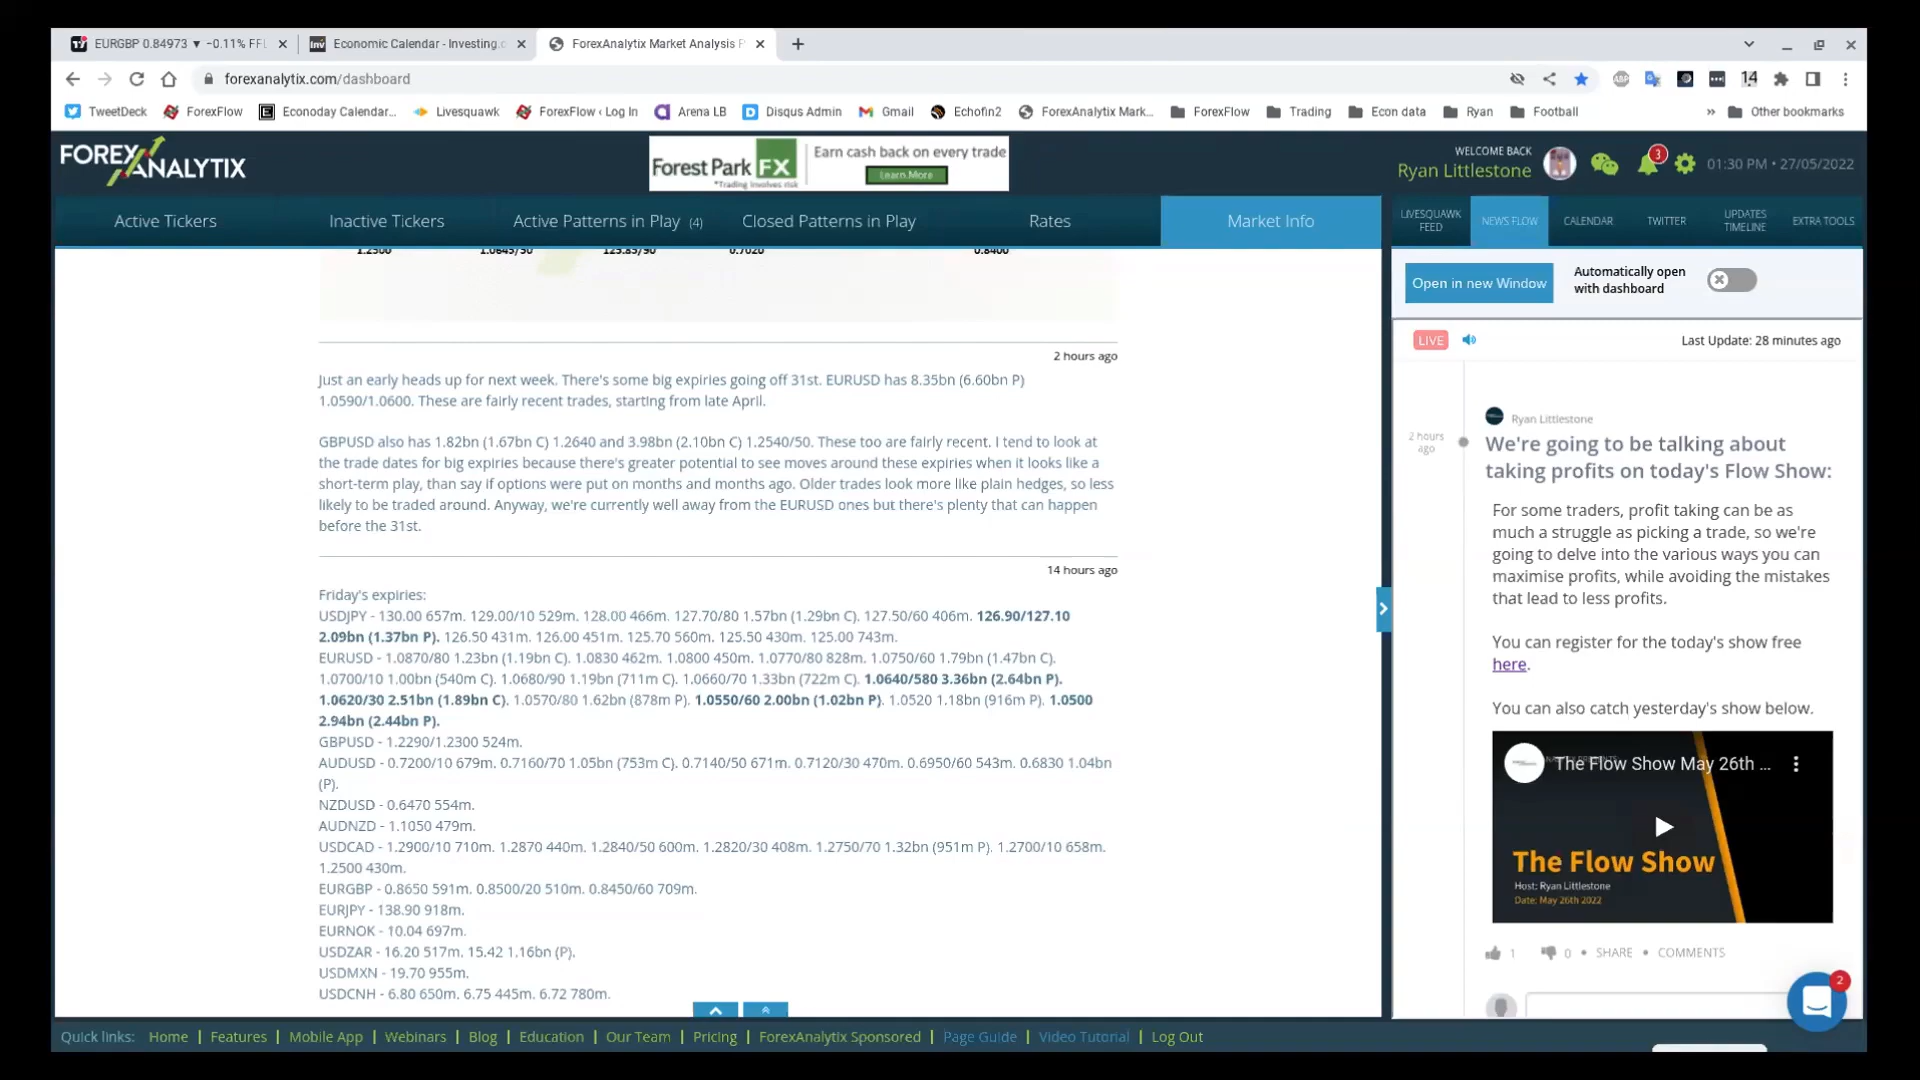 EURGBP 0.84973 ▼ −0.11% FFL
Economic Calendar - Investing.c
ForexAnalytix Market Analysis P
forexanalytix.com/dashboard
TweetDeck
ForexFlow
Econoday Calendar...
Livesquawk
ForexFlow ‹ Log In
Arena LB
Disqus Admin
Gmail
Echofin2
ForexAnalytix Mark...
ForexFlow
Trading
Econ data
Ryan
Football
»
Other bookmarks
FOREX ANALYTIX
Forest Park FX
*Trading involves risk
Earn cash back on every trade
Learn More
WELCOME BACK
Ryan Littlestone
3
01:30 PM • 27/05/2022
Active Tickers
Inactive Tickers
Active Patterns in Play (4)
Closed Patterns in Play
Rates
Market Info
LIVESQUAWK FEED
NEWS FLOW
CALENDAR
TWITTER
UPDATES TIMELINE
EXTRA TOOLS
1.2500 1.0645/50 125.85/90 0.7020 0.8400
2 hours ago
Just an early heads up for next week. There's some big expiries going off 31st. EURUSD has 8.35bn (6.60bn P)
1.0590/1.0600. These are fairly recent trades, starting from late April.
GBPUSD also has 1.82bn (1.67bn C) 1.2640 and 3.98bn (2.10bn C) 1.2540/50. These too are fairly recent. I tend to look at
the trade dates for big expiries because there's greater potential to see moves around these expiries when it looks like a
short-term play, than say if options were put on months and months ago. Older trades look more like plain hedges, so less
likely to be traded around. Anyway, we're currently well away from the EURUSD ones but there's plenty that can happen
before the 31st.
14 hours ago
Friday's expiries:
USDJPY - 130.00 657m. 129.00/10 529m. 128.00 466m. 127.70/80 1.57bn (1.29bn C). 127.50/60 406m. 126.90/127.10
2.09bn (1.37bn P). 126.50 431m. 126.00 451m. 125.70 560m. 125.50 430m. 125.00 743m.
EURUSD - 1.0870/80 1.23bn (1.19bn C). 1.0830 462m. 1.0800 450m. 1.0770/80 828m. 1.0750/60 1.79bn (1.47bn C).
1.0700/10 1.00bn (540m C). 1.0680/90 1.19bn (711m C). 1.0660/70 1.33bn (722m C). 1.0640/580 3.36bn (2.64bn P).
1.0620/30 2.51bn (1.89bn C). 1.0570/80 1.62bn (878m P). 1.0550/60 2.00bn (1.02bn P). 1.0520 1.18bn (916m P). 1.0500
2.94bn (2.44bn P).
GBPUSD - 1.2290/1.2300 524m.
AUDUSD - 0.7200/10 679m. 0.7160/70 1.05bn (753m C). 0.7140/50 671m. 0.7120/30 470m. 0.6950/60 543m. 0.6830 1.04bn
(P).
NZDUSD - 0.6470 554m.
AUDNZD - 1.1050 479m.
USDCAD - 1.2900/10 710m. 1.2870 440m. 1.2840/50 600m. 1.2820/30 408m. 1.2750/70 1.32bn (951m P). 1.2700/10 658m.
1.2500 430m.
EURGBP - 0.8650 591m. 0.8500/20 510m. 0.8450/60 709m.
EURJPY - 138.90 918m.
EURNOK - 10.04 697m.
USDZAR - 16.20 517m. 15.42 1.16bn (P).
USDMXN - 19.70 955m.
USDCNH - 6.80 650m. 6.75 445m. 6.72 780m.
Open in new Window
Automatically open
with dashboard
LIVE
Last Update: 28 minutes ago
2 hours
ago
Ryan Littlestone
We're going to be talking about
taking profits on today's Flow Show:
For some traders, profit taking can be as
much a struggle as picking a trade, so we're
going to delve into the various ways you can
maximise profits, while avoiding the mistakes
that lead to less profits.
You can register for the today's show free
here.
You can also catch yesterday's show below.
The Flow Show May 26th ...
The Flow Show
Host: Ryan Littlestone
Date: May 26th 2022
1
0 • SHARE • COMMENTS
2
Quick links: Home | Features | Mobile App | Webinars | Blog | Education | Our Team | Pricing | ForexAnalytix Sponsored | Page Guide | Video Tutorial | Log Out